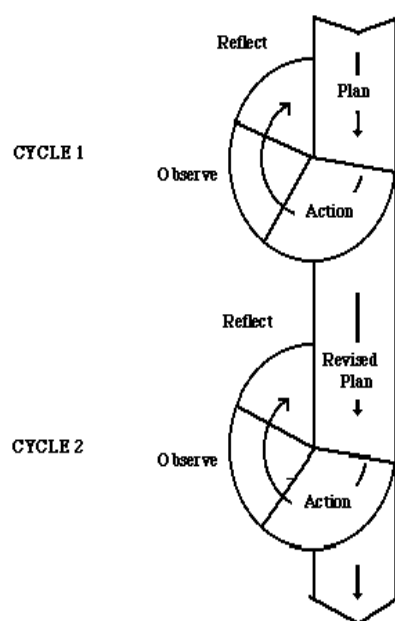 Reflect
Plan
CYCLE 1
Observe
Action
Reflect
Revised
Plan
CYCLE 2
Observe
Action